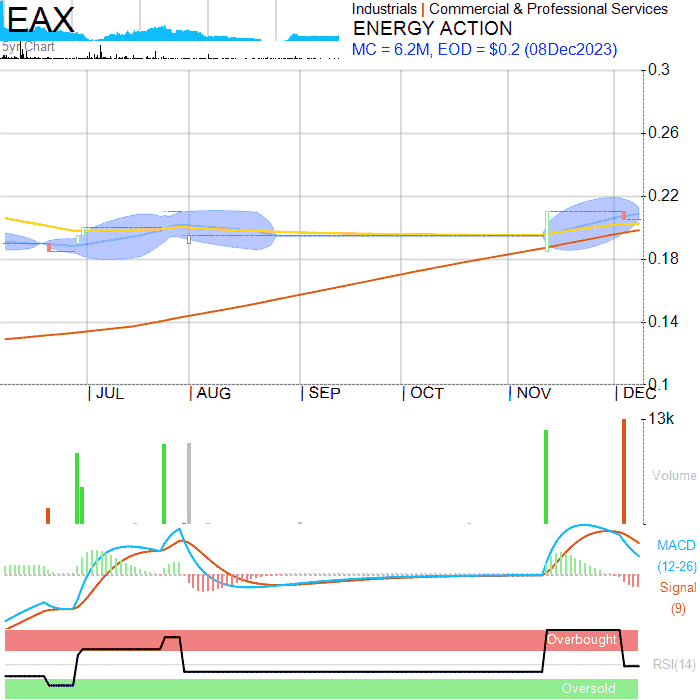 EAX
Industrials | Commercial & Professional Services
ENERGY ACTION
MC = 6.2M, EOD = $0.2 (08Dec2023)
5yr Chart
0.3
0.26
0.22
0.18
0.14
0.1
JUL AUG SEP OCT NOV DEC
13k
Volume
MACD
(12-26)
Signal
(9)
Overbought
RSI(14)
Oversold